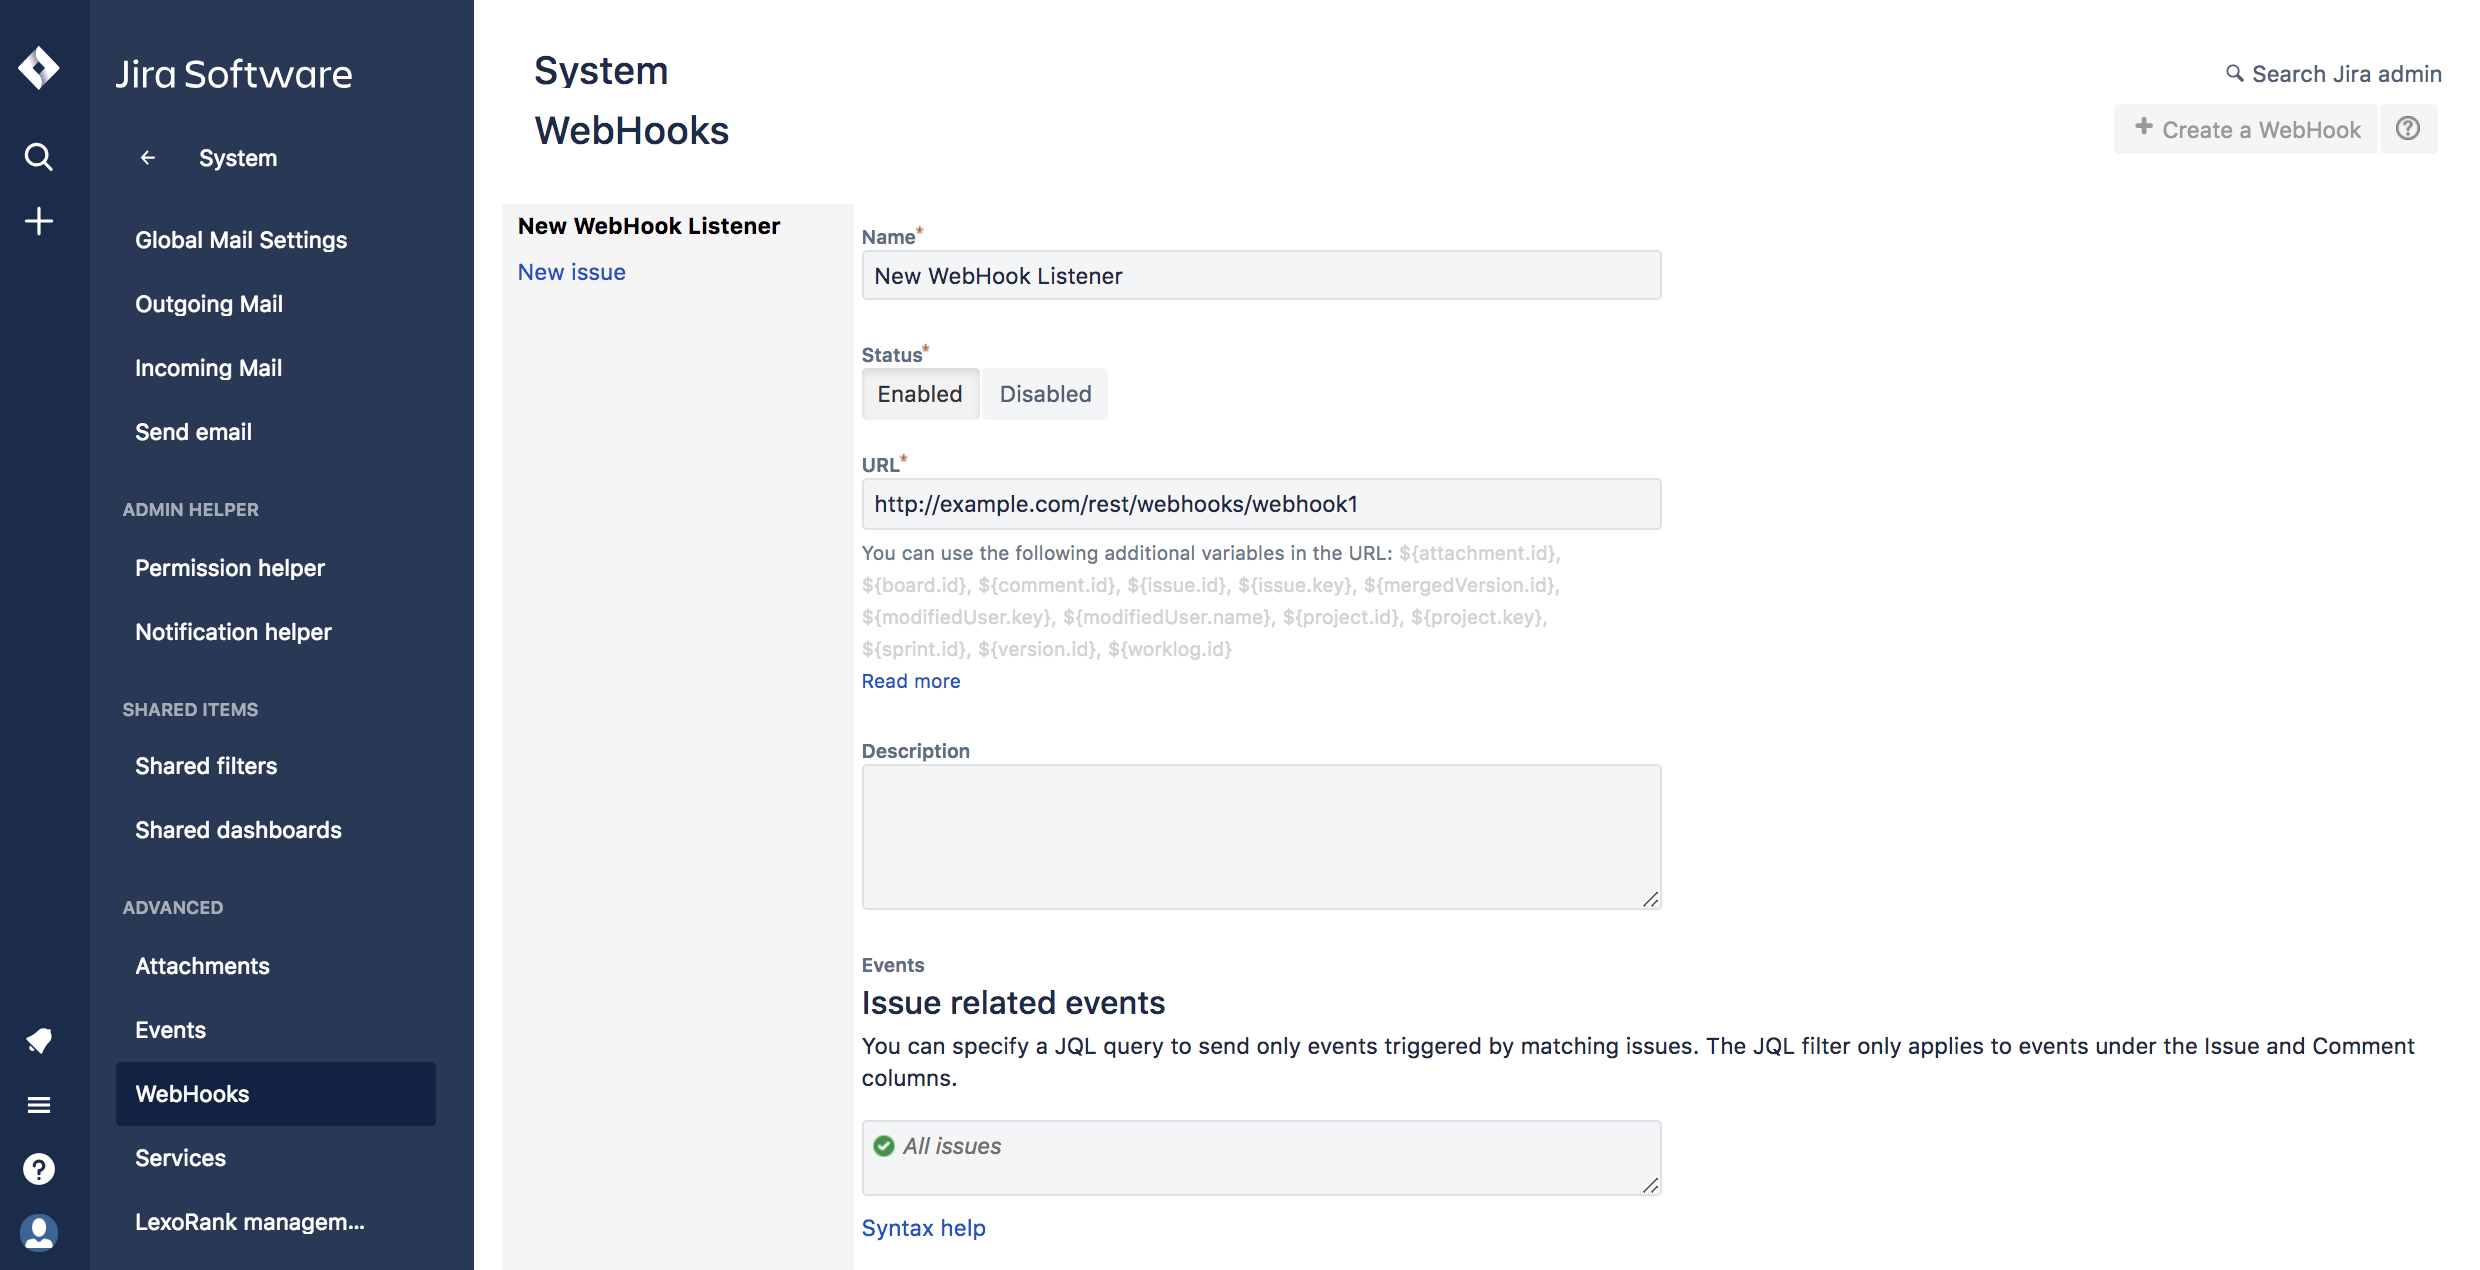 Jira Software
System
Global Mail Settings
Outgoing Mail
Incoming Mail
Send email
ADMIN HELPER
Permission helper
Notification helper
SHARED ITEMS
Shared filters
Shared dashboards
ADVANCED
Attachments
Events
WebHooks
Services
LexoRank managem...
System
Search Jira admin
WebHooks
Create a WebHook
New WebHook Listener
New issue
Name*
New WebHook Listener
Status*
Enabled Disabled
URL*
http://example.com/rest/webhooks/webhook1
You can use the following additional variables in the URL: ${attachment.id},
${board.id}, ${comment.id}, ${issue.id}, ${issue.key}, ${mergedVersion.id},
${modifiedUser.key}, ${modifiedUser.name}, ${project.id}, ${project.key},
${sprint.id}, ${version.id}, ${worklog.id}
Read more
Description
Events
Issue related events
You can specify a JQL query to send only events triggered by matching issues. The JQL filter only applies to events under the Issue and Comment
columns.
All issues
Syntax help